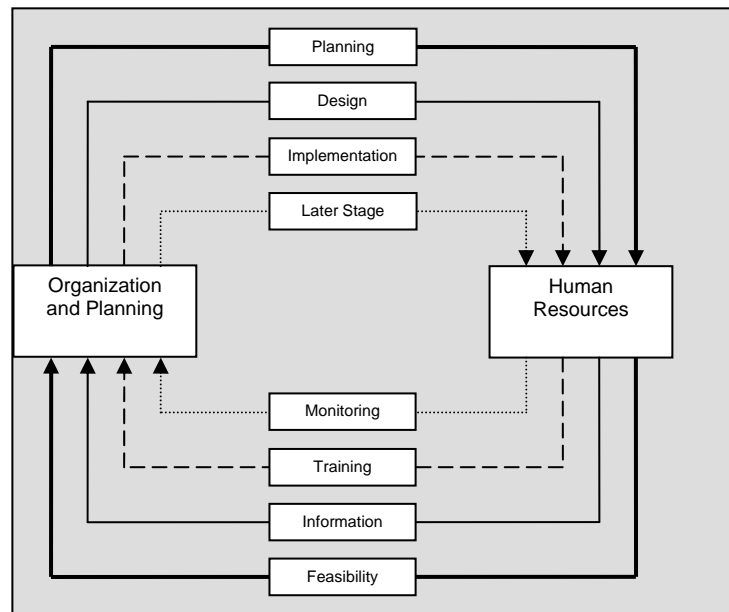 Planning
Design
Implementation
Later Stage
Organization
and Planning
Human
Resources
Monitoring
Training
Information
Feasibility